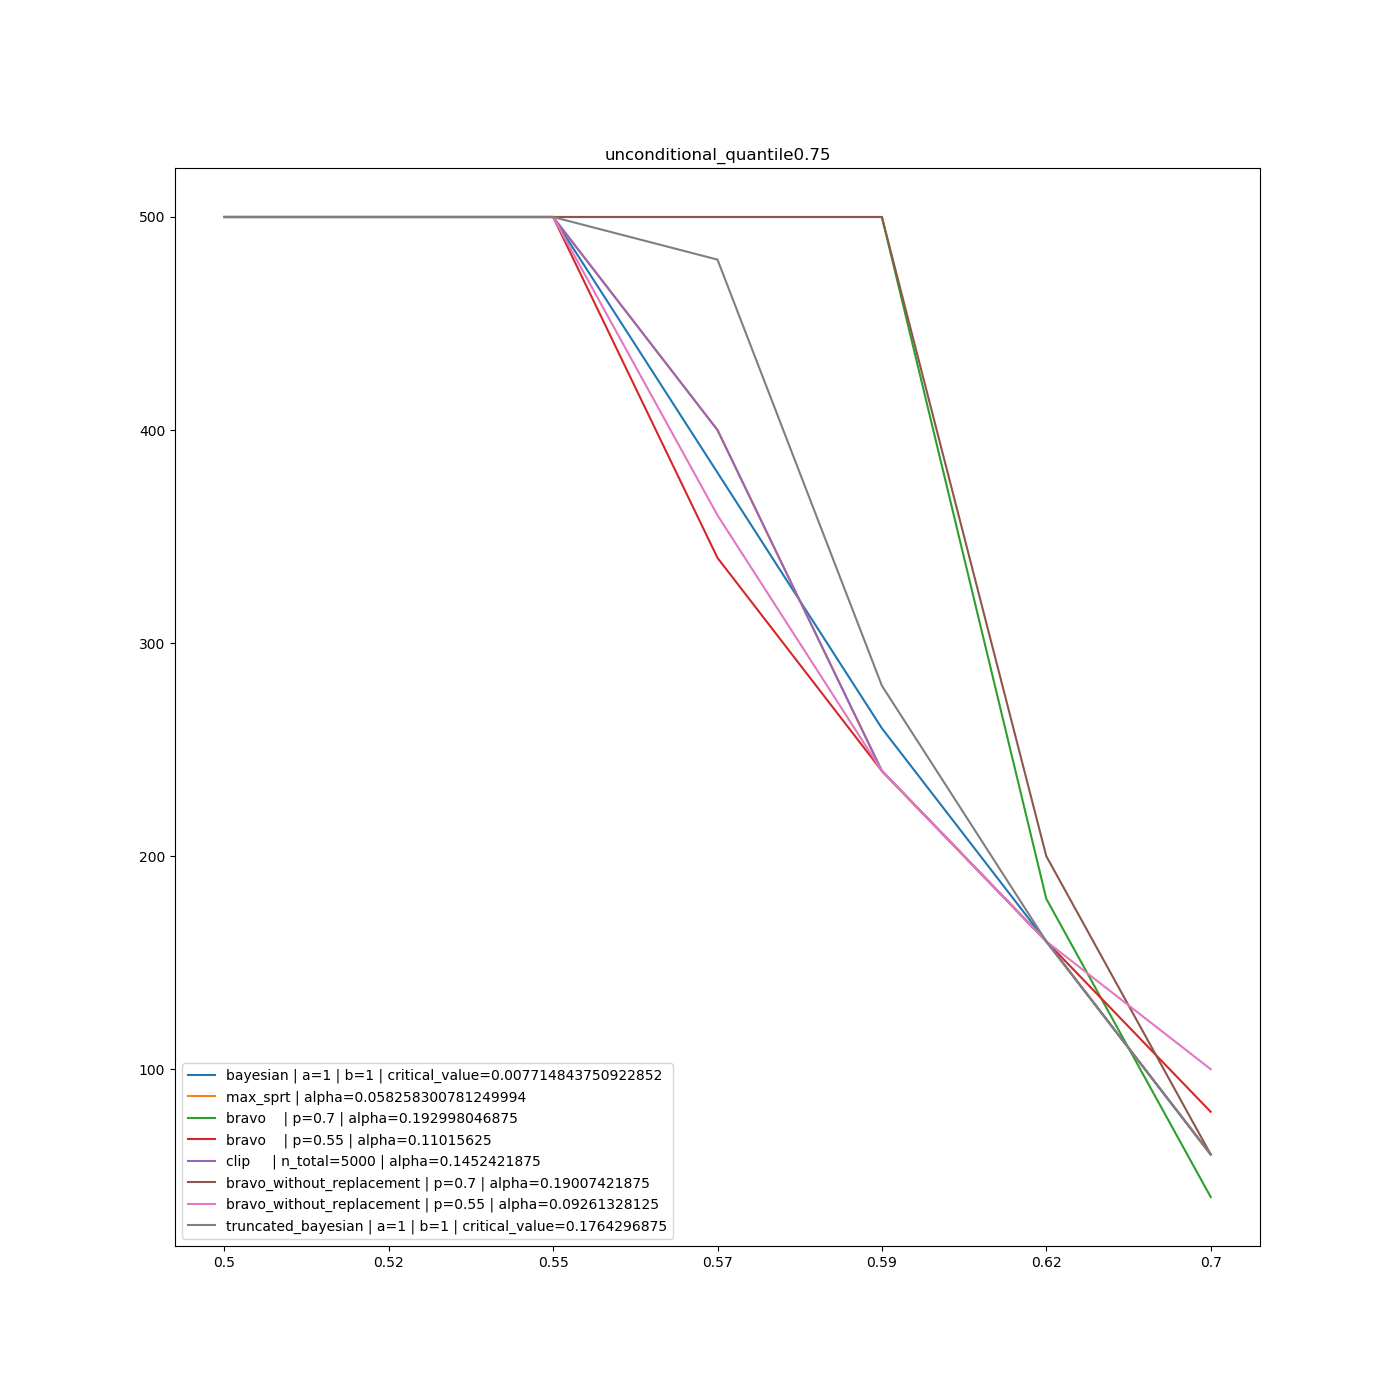 unconditional_quantile0.75
500
400
300
200
100
bayesian | a=1 | b=1 | critical_value=0.007714843750922852
max_sprt | alpha=0.058258300781249994
bravo    | p=0.7 | alpha=0.192998046875
bravo    | p=0.55 | alpha=0.11015625
clip     | n_total=5000 | alpha=0.1452421875
bravo_without_replacement | p=0.7 | alpha=0.19007421875
bravo_without_replacement | p=0.55 | alpha=0.09261328125
truncated_bayesian | a=1 | b=1 | critical_value=0.1764296875
0.5 0.52 0.55 0.57 0.59 0.62 0.7